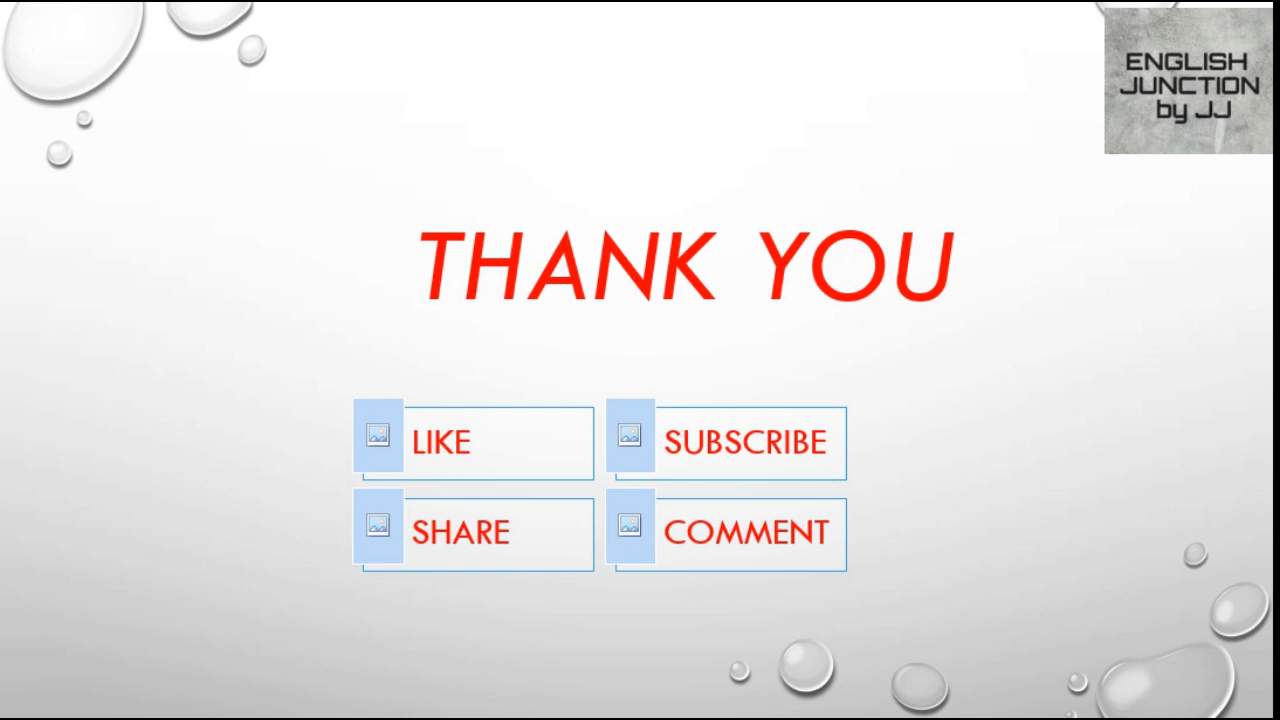 ENGLISH
JUNCTION
by JJ
THANK YOU
LIKE
SUBSCRIBE
SHARE
COMMENT